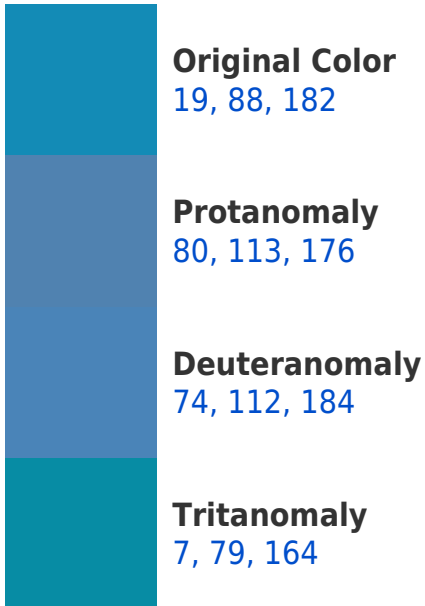 Original Color
19, 88, 182
Protanomaly
80, 113, 176
Deuteranomaly
74, 112, 184
Tritanomaly
7, 79, 164